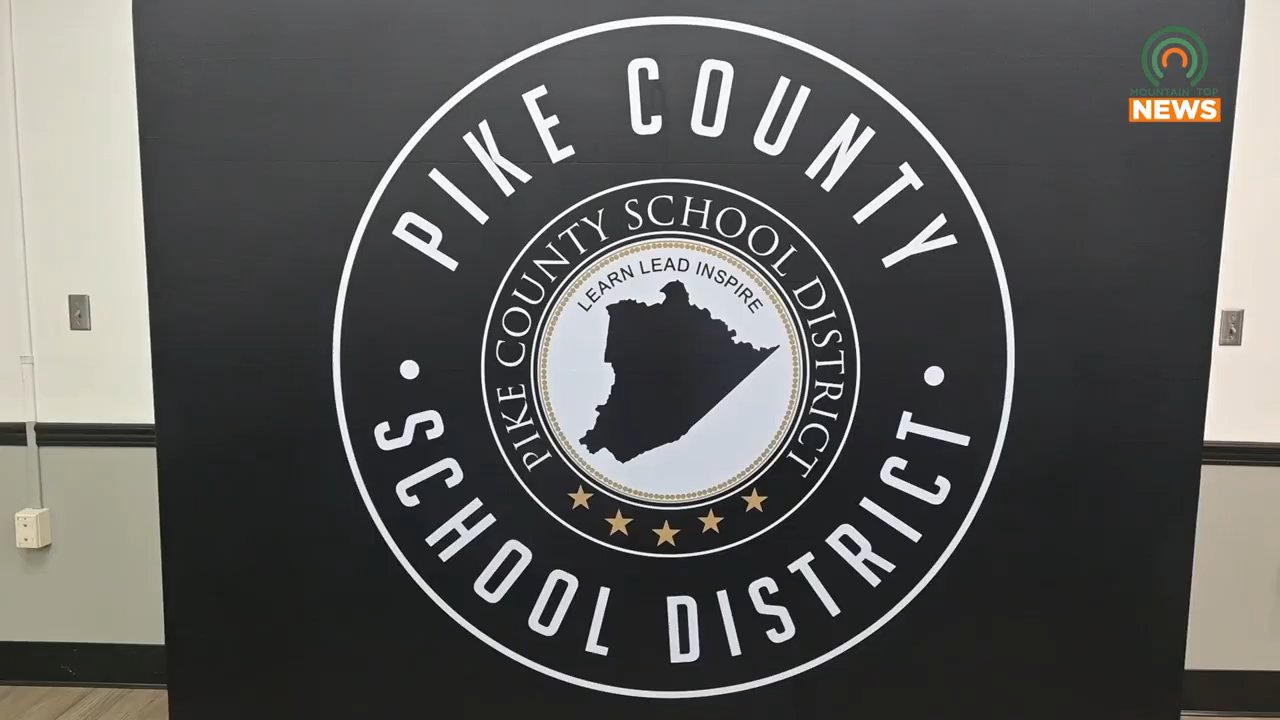 PIKE COUNTY
PIKE COUNTY SCHOOL DISTRICT
LEARN LEAD INSPIRE
SCHOOL DISTRICT
MOUNTAIN TOP
NEWS